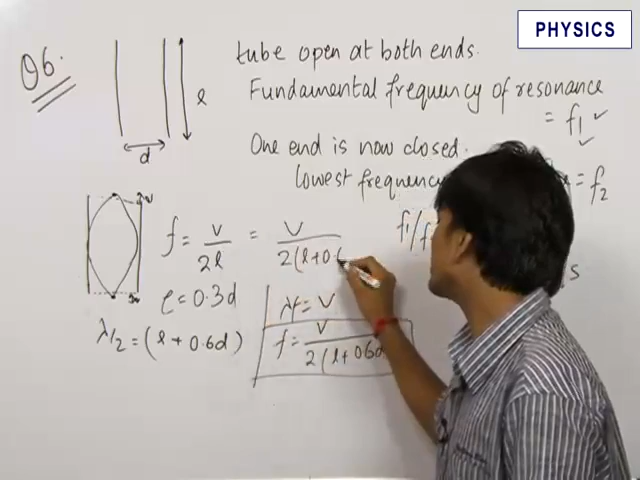 PHYSICS
Q6.
tube open at both ends.
l
Fundamental frequency of resonance
= f1 ✓
✓
d
One end is now closed.
lowest frequency
= f2
f = V/2l = V/2(l+0.6
f1/f
e = 0.3d
s
λf = V
λ/2 = (l + 0.6d)
f = V/2(l + 0.6d